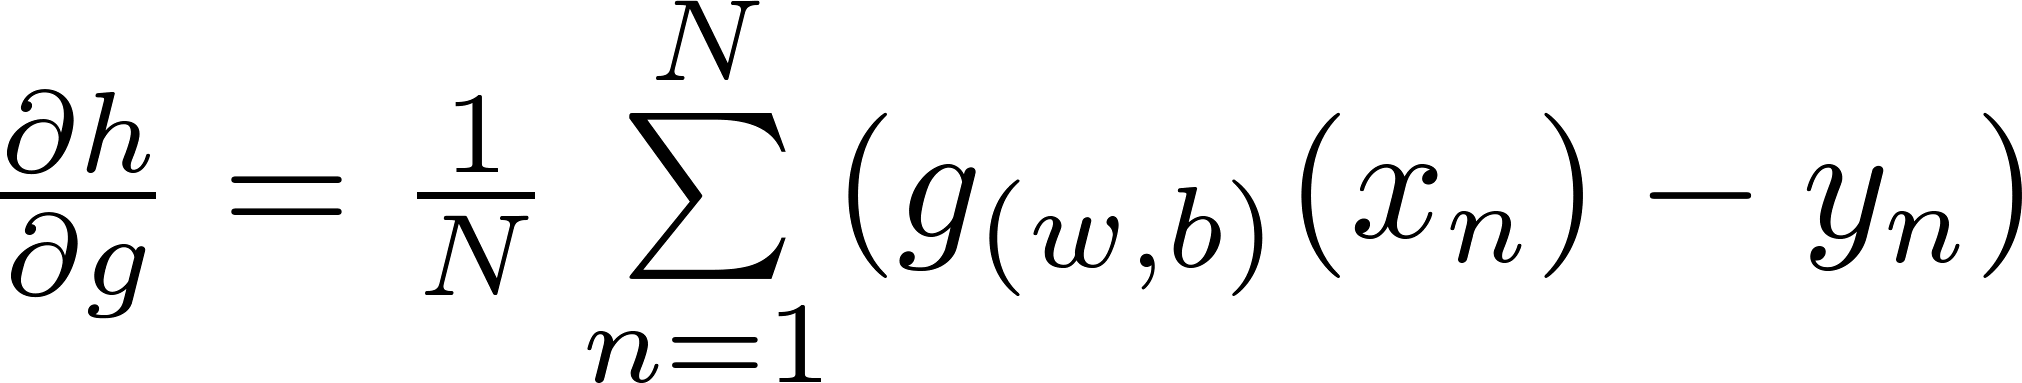 ∂h/∂g = 1/N ∑_{n=1}^{N} (g_{(w,b)}(x_n) − y_n)